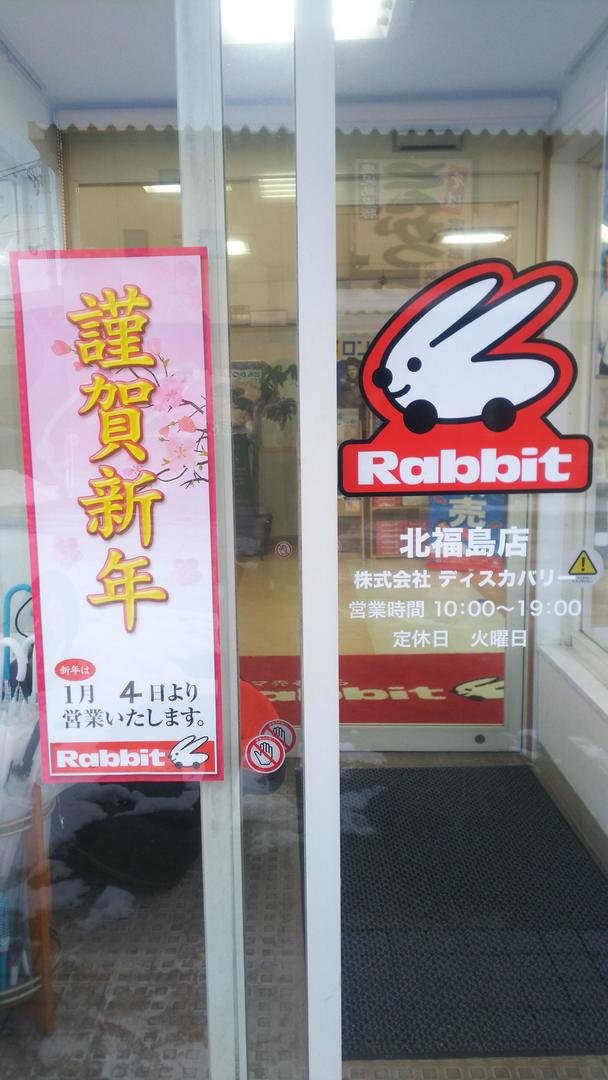 謹賀新年
新年は
1月 4日より
営業いたします。
Rabbit
Rabbit
北福島店
株式会社 ディスカバリー
営業時間 10:00〜19:00
定休日 火曜日
売